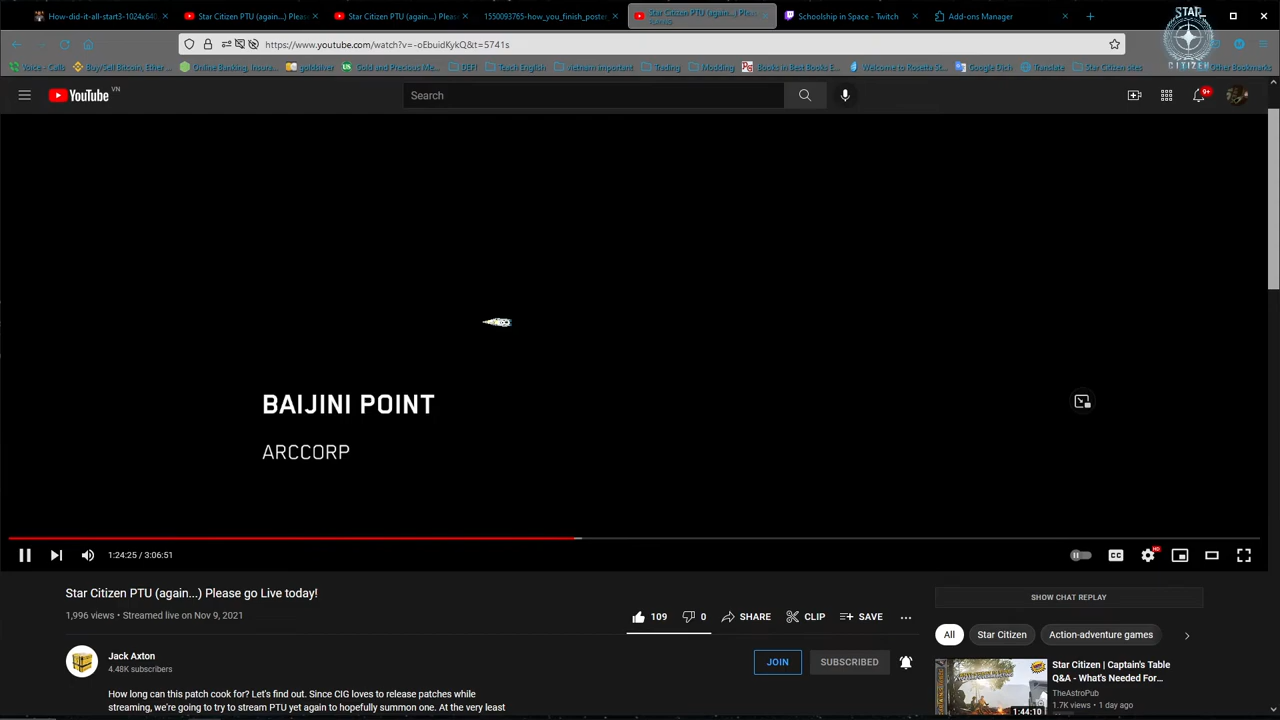 How-did-it-all-start3-1024x640
Star Citizen PTU (again...) Please
Star Citizen PTU (again...) Please
1550093765-how_you_finish_poster
Star Citizen PTU (again...) Please
Schoolship in Space - Twitch
Add-ons Manager
STAR CITIZEN
https://www.youtube.com/watch?v=-oEbuidKykQ&t=5741s
Voice - Calls
Buy/Sell Bitcoin, Ether...
Online Banking, Insura...
goldsilver
Gold and Precious Me...
DEFI
Teach English
vietnam important
Trading
Modding
Books in Best Books E...
Welcome to Rosetta St...
Google Dich
Translate
Star Citizen sites
Other Bookmarks
YouTube VN
Search
9+
BAIJINI POINT
ARCCORP
1:24:25 / 3:06:51
CC
HD
Star Citizen PTU (again...) Please go Live today!
1,996 views • Streamed live on Nov 9, 2021
109
0
SHARE
CLIP
SAVE
SHOW CHAT REPLAY
All
Star Citizen
Action-adventure games
Jack Axton
4.48K subscribers
JOIN
SUBSCRIBED
How long can this patch cook for? Let's find out. Since CIG loves to release patches while
streaming, we're going to try to stream PTU yet again to hopefully summon one. At the very least
Star Citizen | Captain's Table
Q&A - What's Needed For...
TheAstroPub
1.7K views • 1 day ago
1:44:10